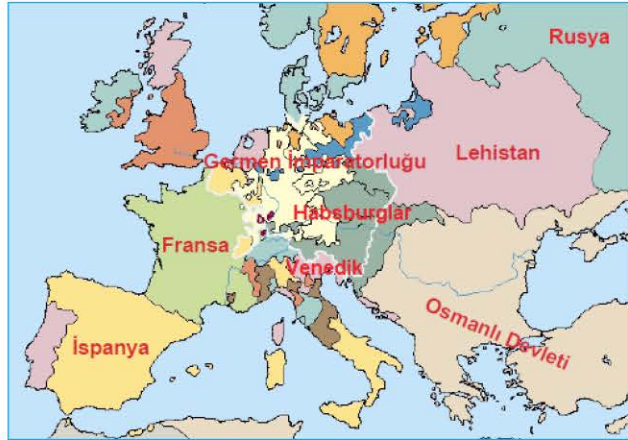 Rusya
Lehistan
Germen İmparatorluğu
Habsburglar
Fransa
Venedik
Osmanlı Devleti
İspanya